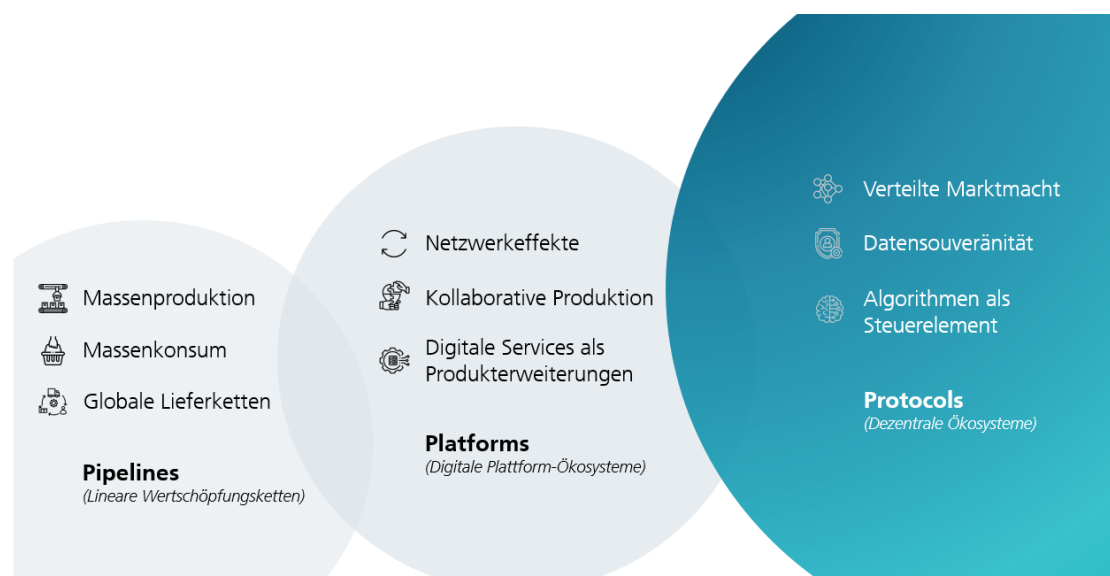 Massenproduktion
Massenkonsum
Globale Lieferketten
Pipelines
(Lineare Wertschöpfungsketten)
Netzwerkeffekte
Kollaborative Produktion
Digitale Services als
Produkterweiterungen
Platforms
(Digitale Plattform-Ökosysteme)
Verteilte Marktmacht
Datensouveränität
Algorithmen als
Steuerelement
Protocols
(Dezentrale Ökosysteme)